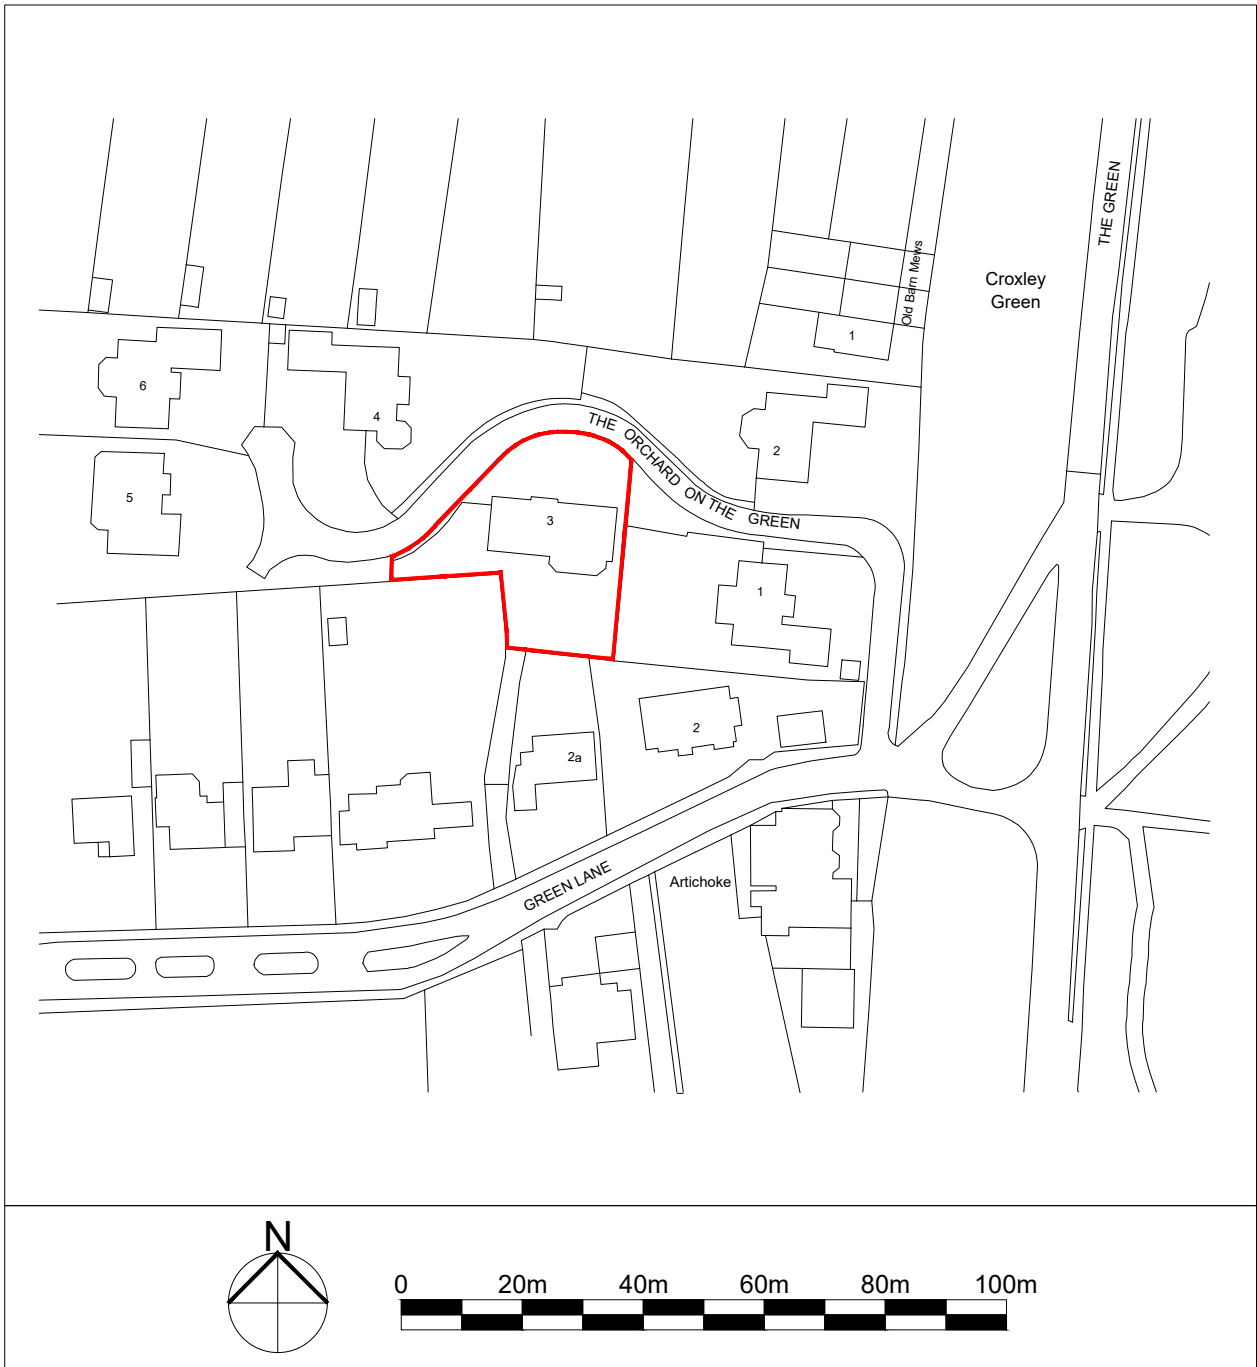 THE GREEN
Old Barn Mews
Croxley
Green
1
6
4
2
THE ORCHARD ON THE GREEN
5
3
1
2
2a
GREEN LANE
Artichoke
N
0 20m 40m 60m 80m 100m